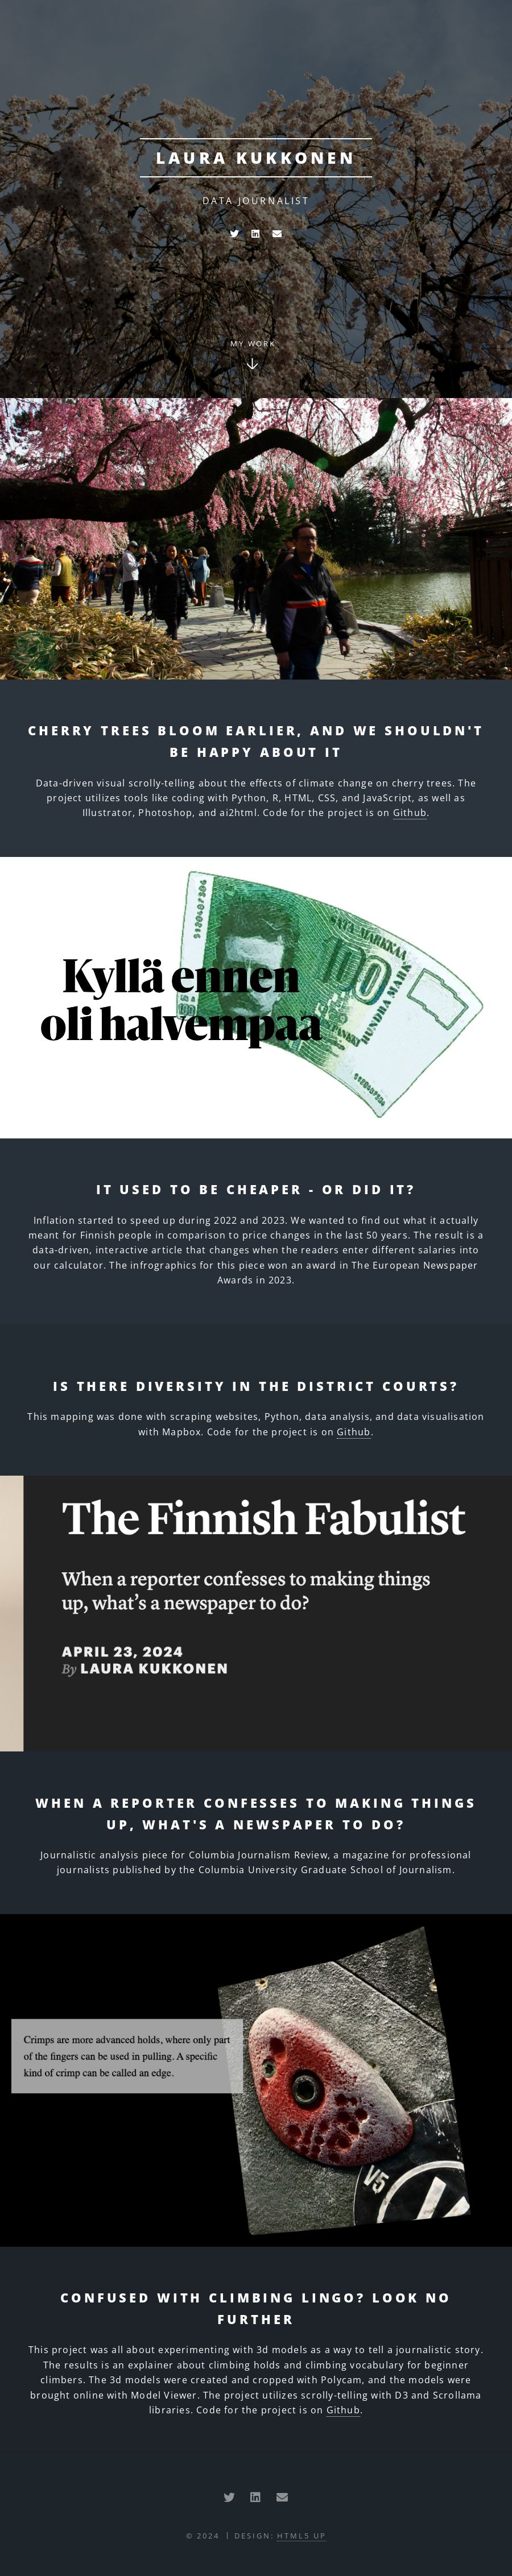 LAURA KUKKONEN
DATA JOURNALIST
MY WORK
CHERRY TREES BLOOM EARLIER, AND WE SHOULDN'T
BE HAPPY ABOUT IT
Data-driven visual scrolly-telling about the effects of climate change on cherry trees. The
project utilizes tools like coding with Python, R, HTML, CSS, and JavaScript, as well as
Illustrator, Photoshop, and ai2html. Code for the project is on Github.
Kyllä ennen
oli halvempaa
100
IT USED TO BE CHEAPER - OR DID IT?
Inflation started to speed up during 2022 and 2023. We wanted to find out what it actually
meant for Finnish people in comparison to price changes in the last 50 years. The result is a
data-driven, interactive article that changes when the readers enter different salaries into
our calculator. The infrographics for this piece won an award in The European Newspaper
Awards in 2023.
IS THERE DIVERSITY IN THE DISTRICT COURTS?
This mapping was done with scraping websites, Python, data analysis, and data visualisation
with Mapbox. Code for the project is on Github.
The Finnish Fabulist
When a reporter confesses to making things
up, what’s a newspaper to do?
APRIL 23, 2024
By LAURA KUKKONEN
WHEN A REPORTER CONFESSES TO MAKING THINGS
UP, WHAT'S A NEWSPAPER TO DO?
Journalistic analysis piece for Columbia Journalism Review, a magazine for professional
journalists published by the Columbia University Graduate School of Journalism.
Crimps are more advanced holds, where only part
of the fingers can be used in pulling. A specific
kind of crimp can be called an edge.
V5
CONFUSED WITH CLIMBING LINGO? LOOK NO
FURTHER
This project was all about experimenting with 3d models as a way to tell a journalistic story.
The results is an explainer about climbing holds and climbing vocabulary for beginner
climbers. The 3d models were created and cropped with Polycam, and the models were
brought online with Model Viewer. The project utilizes scrolly-telling with D3 and Scrollama
libraries. Code for the project is on Github.
© 2024 | DESIGN: HTML5 UP